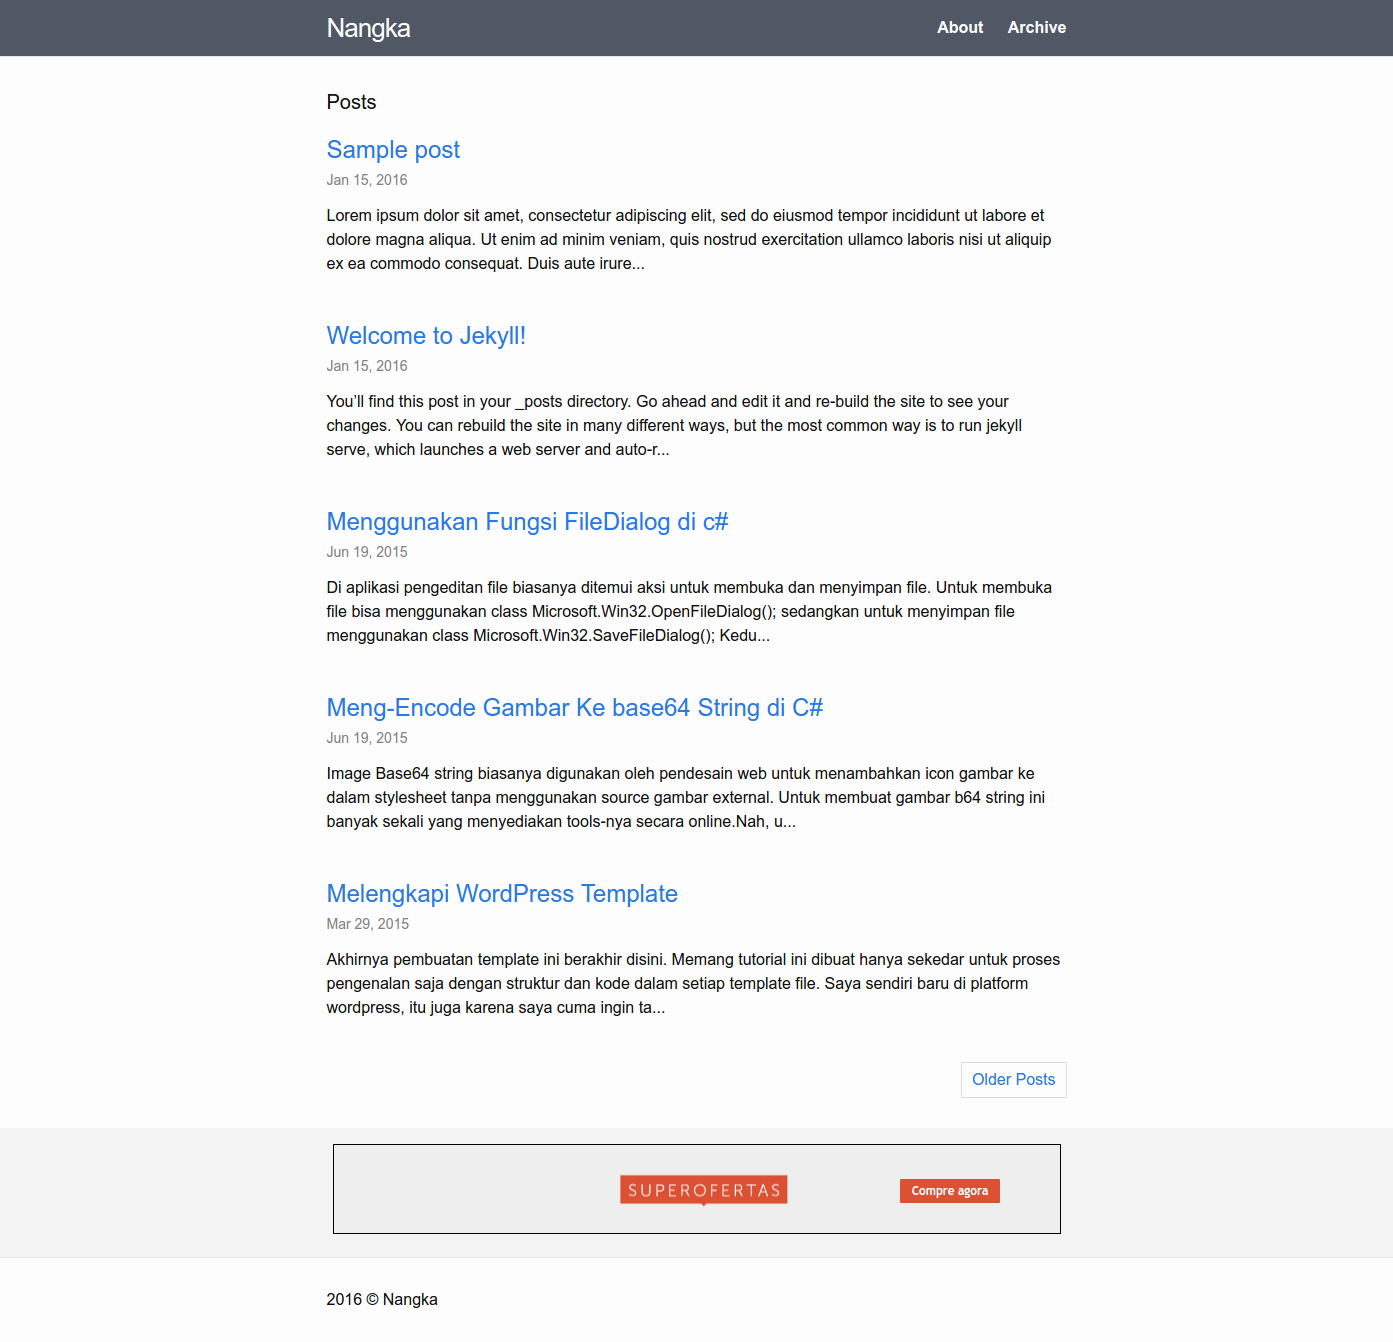 Nangka
About Archive
Posts
Sample post
Jan 15, 2016
Lorem ipsum dolor sit amet, consectetur adipiscing elit, sed do eiusmod tempor incididunt ut labore et
dolore magna aliqua. Ut enim ad minim veniam, quis nostrud exercitation ullamco laboris nisi ut aliquip
ex ea commodo consequat. Duis aute irure...
Welcome to Jekyll!
Jan 15, 2016
You’ll find this post in your _posts directory. Go ahead and edit it and re-build the site to see your
changes. You can rebuild the site in many different ways, but the most common way is to run jekyll
serve, which launches a web server and auto-r...
Menggunakan Fungsi FileDialog di c#
Jun 19, 2015
Di aplikasi pengeditan file biasanya ditemui aksi untuk membuka dan menyimpan file. Untuk membuka
file bisa menggunakan class Microsoft.Win32.OpenFileDialog(); sedangkan untuk menyimpan file
menggunakan class Microsoft.Win32.SaveFileDialog(); Kedu...
Meng-Encode Gambar Ke base64 String di C#
Jun 19, 2015
Image Base64 string biasanya digunakan oleh pendesain web untuk menambahkan icon gambar ke
dalam stylesheet tanpa menggunakan source gambar external. Untuk membuat gambar b64 string ini
banyak sekali yang menyediakan tools-nya secara online.Nah, u...
Melengkapi WordPress Template
Mar 29, 2015
Akhirnya pembuatan template ini berakhir disini. Memang tutorial ini dibuat hanya sekedar untuk proses
pengenalan saja dengan struktur dan kode dalam setiap template file. Saya sendiri baru di platform
wordpress, itu juga karena saya cuma ingin ta...
Older Posts
SUPEROFERTAS
Compre agora
2016 © Nangka